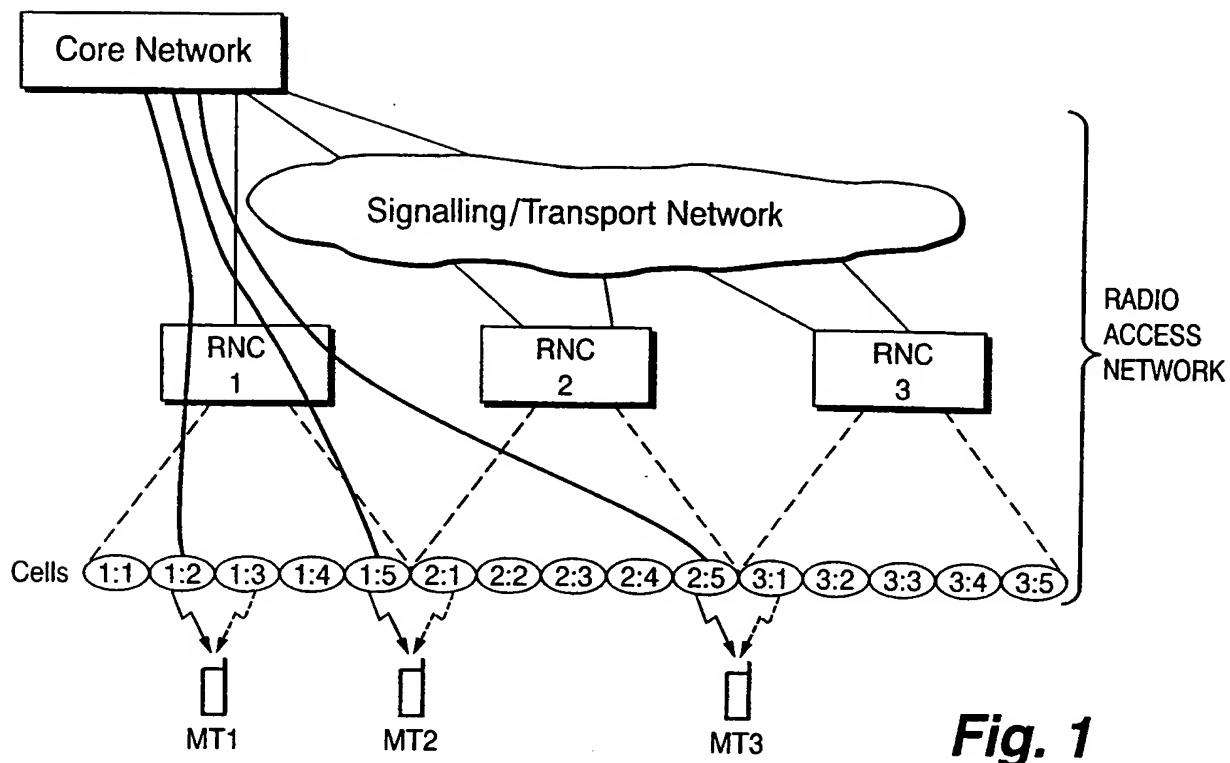 Core Network
Signalling/Transport Network
RNC
1
RNC
2
RNC
3
RADIO
ACCESS
NETWORK
Cells 1:1 1:2 1:3 1:4 1:5 2:1 2:2 2:3 2:4 2:5 3:1 3:2 3:3 3:4 3:5
MT1 MT2 MT3
Fig. 1